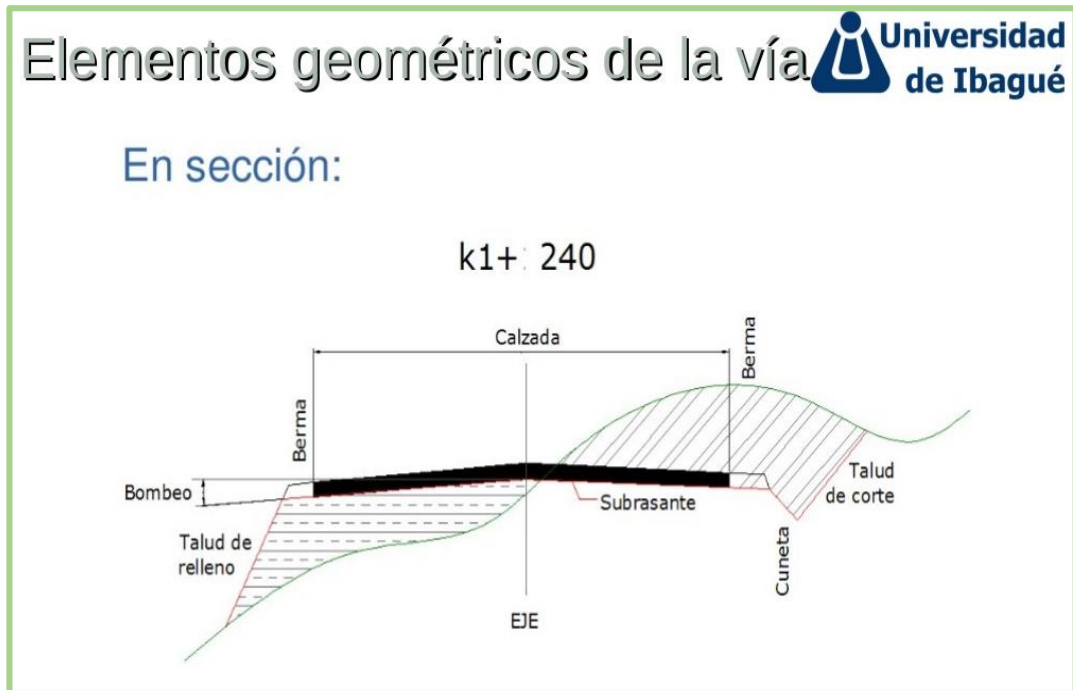 Elementos geométricos de la vía
Universidad
de Ibagué
En sección:
k1+ 240
Calzada
Berma
Berma
Bombeo
Subrasante
Talud
de corte
Talud de
relleno
Cuneta
EJE